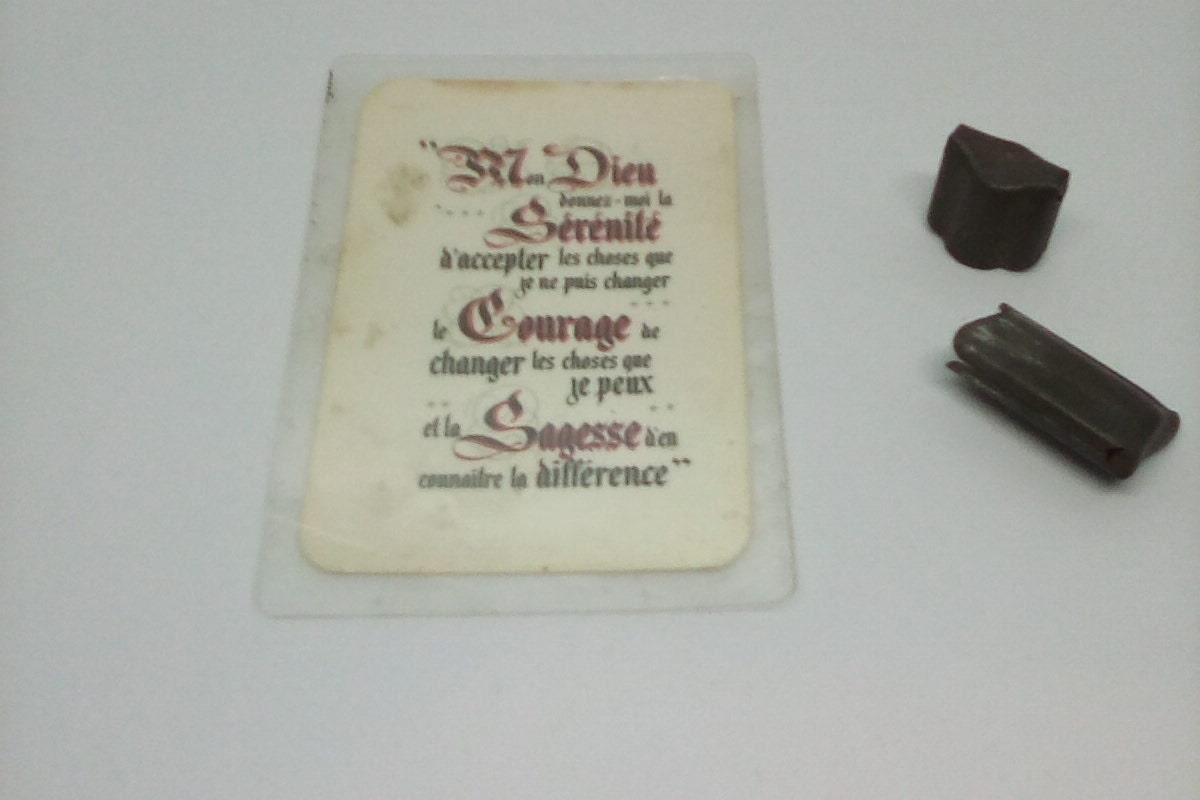 "Mon Dieu
donnez-moi la
Sérénité
d'accepter les choses que
je ne puis changer
le Courage de
changer les choses que
je peux
et la Sagesse d'en
connaître la différence"